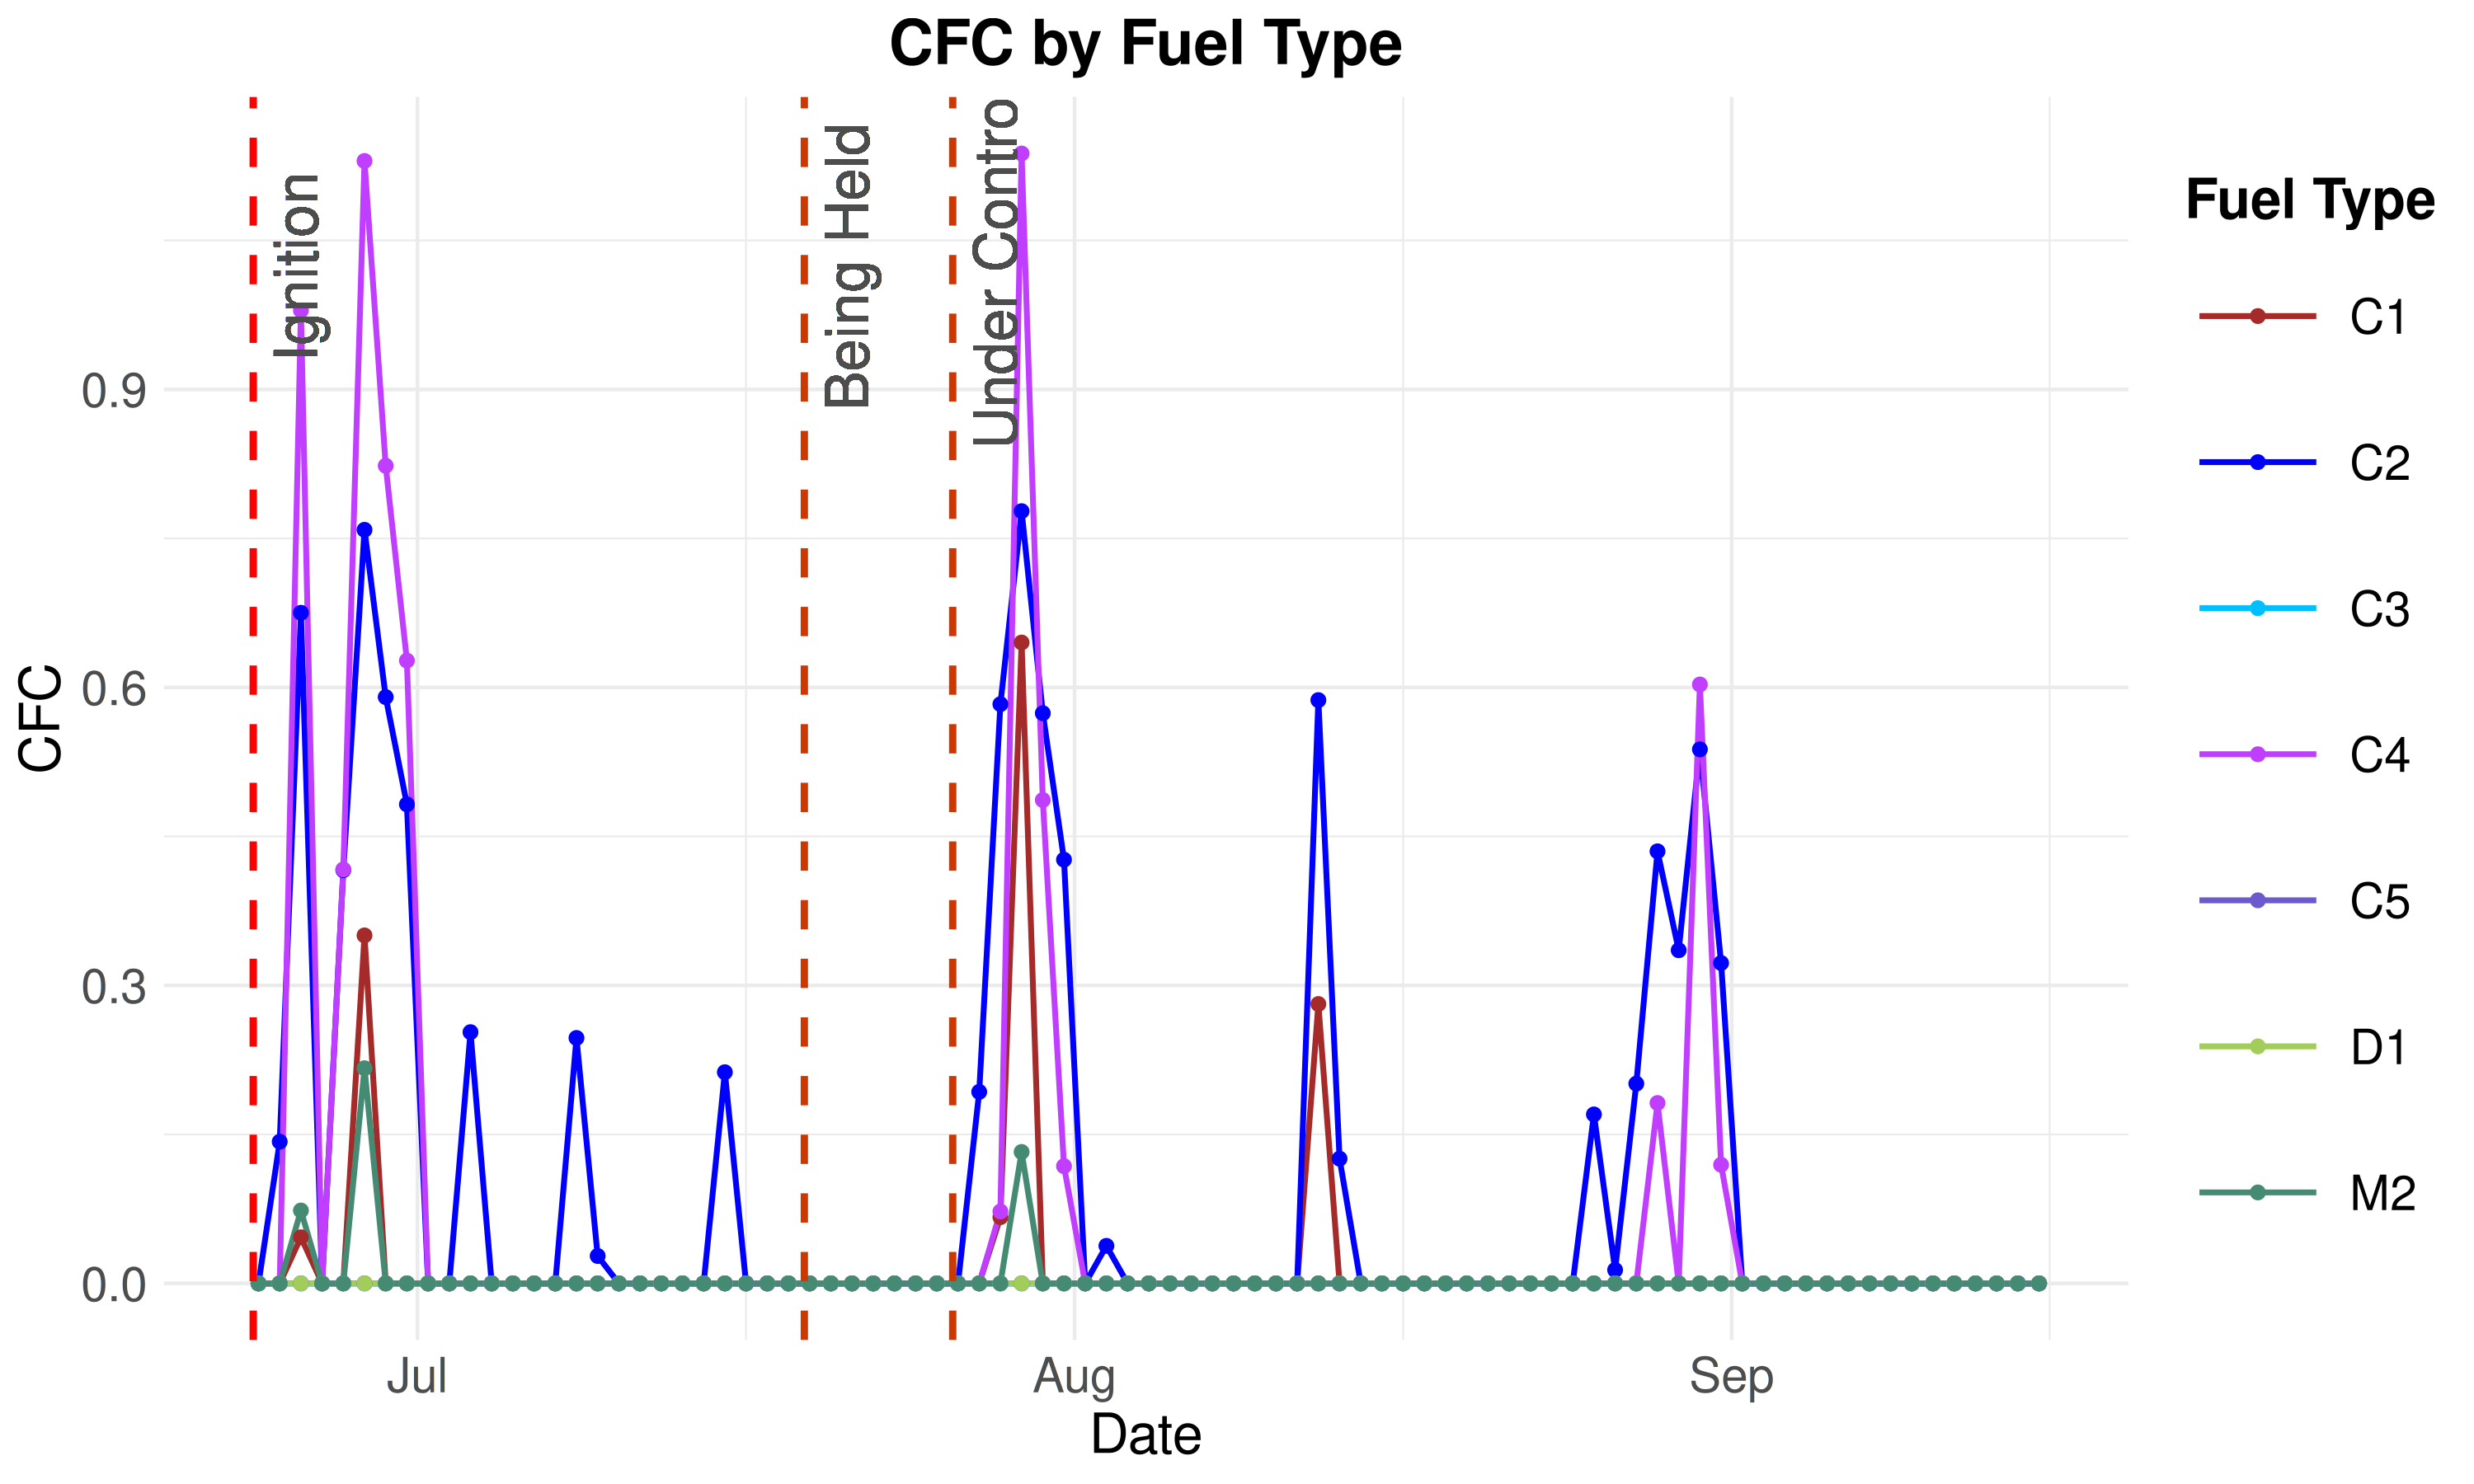 CFC by Fuel Type
Ignition
Being Held
Under Contro
0.9
0.6
0.3
0.0
CFC
Jul
Aug
Sep
Date
Fuel Type
C1
C2
C3
C4
C5
D1
M2